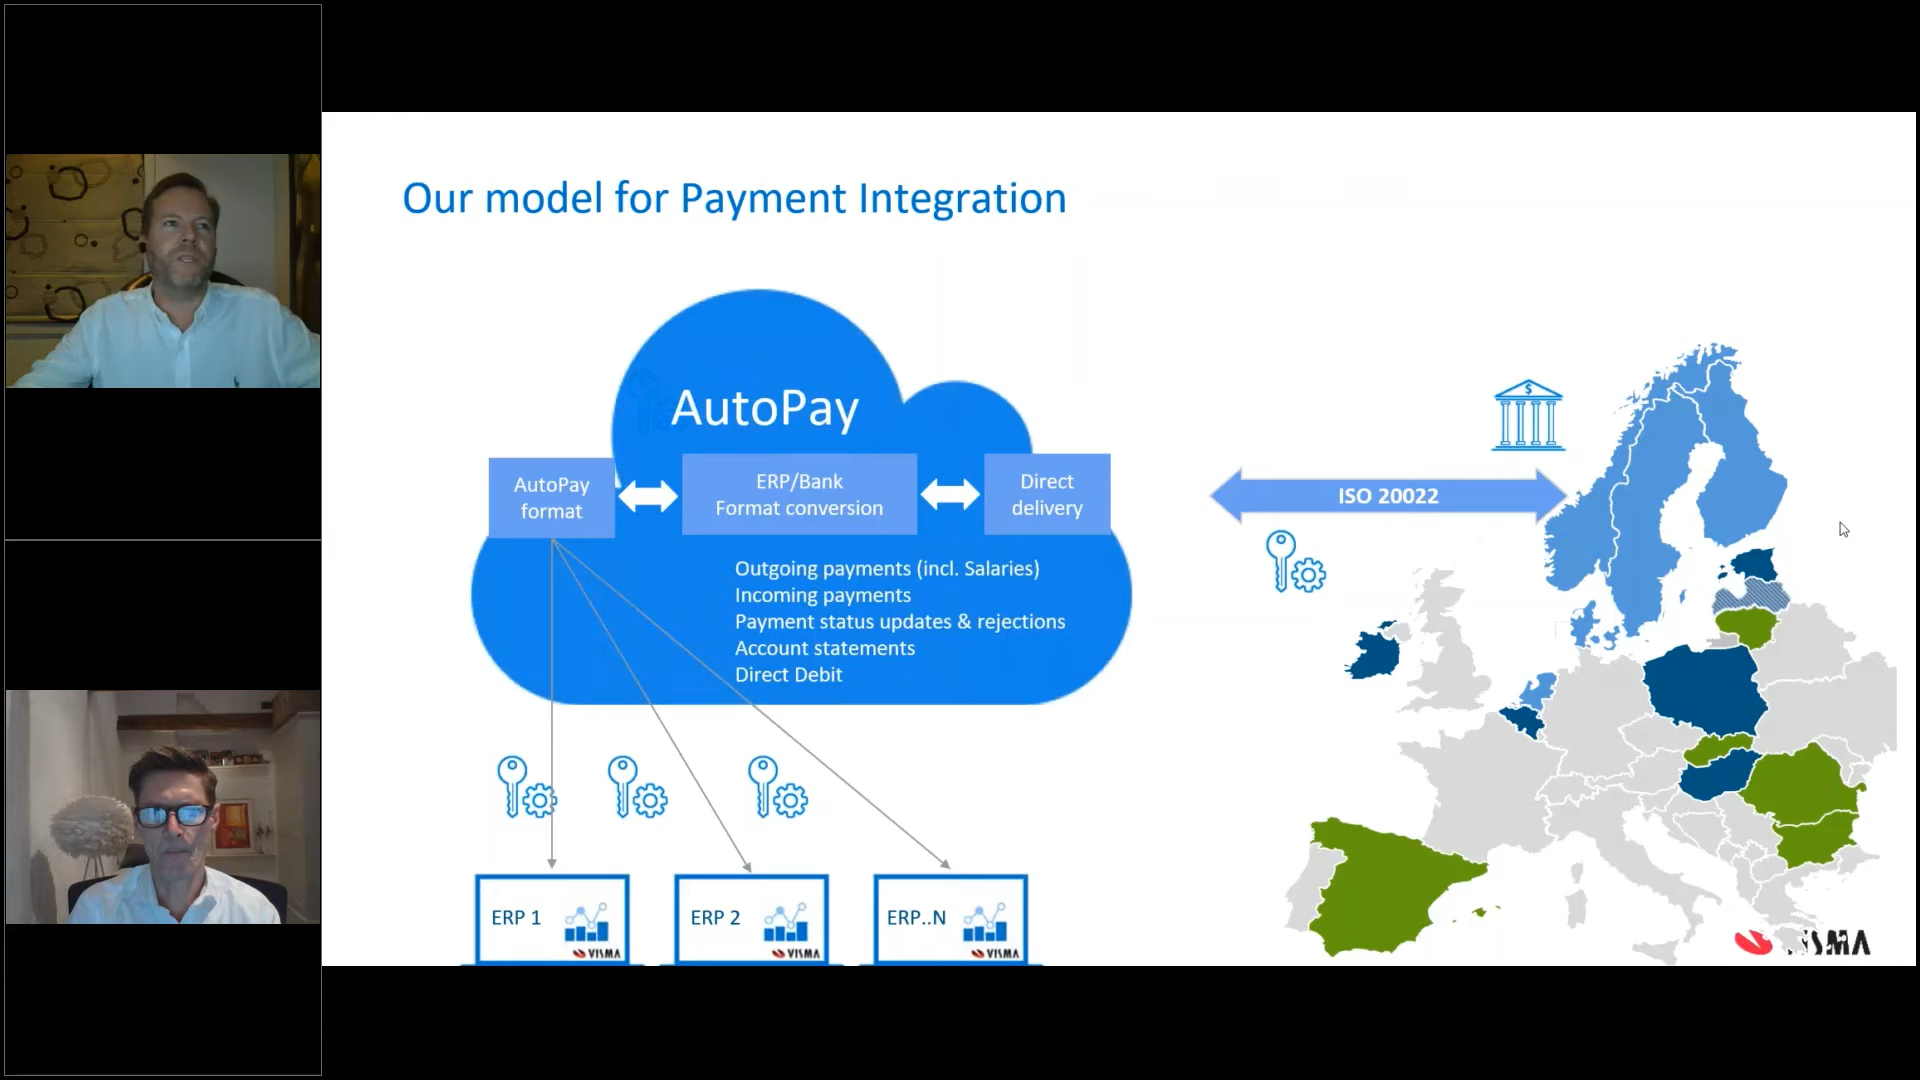 Our model for Payment Integration
AutoPay
AutoPay
format
ERP/Bank
Format conversion
Direct
delivery
Outgoing payments (incl. Salaries)
Incoming payments
Payment status updates & rejections
Account statements
Direct Debit
$
ISO 20022
ERP 1
VISMA
ERP 2
VISMA
ERP..N
VISMA
VISMA